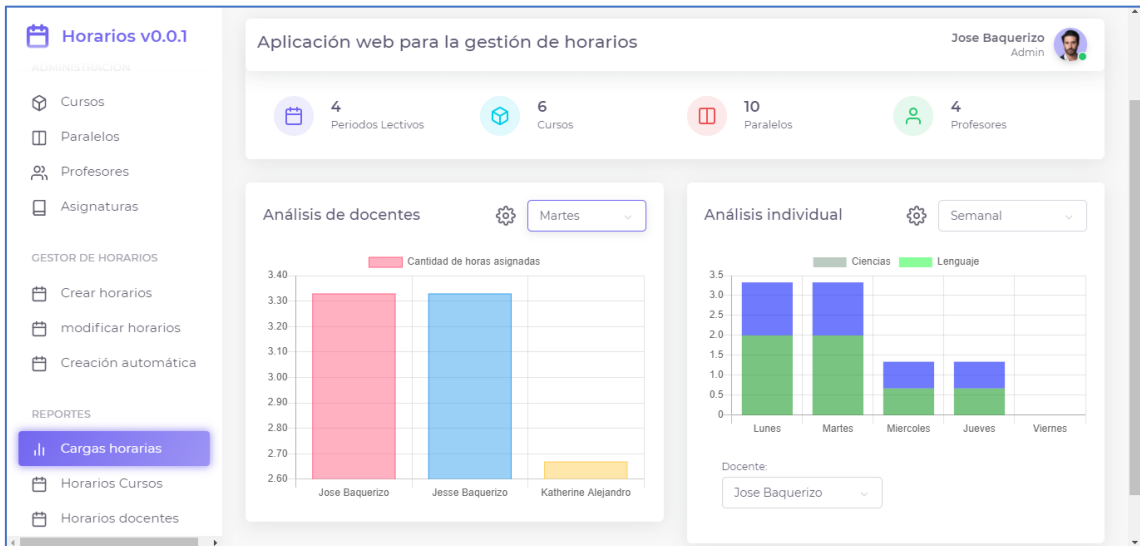 Horarios v0.0.1
ADMINISTRACIÓN
Cursos
Paralelos
Profesores
Asignaturas
GESTOR DE HORARIOS
Crear horarios
modificar horarios
Creación automática
REPORTES
Cargas horarias
Horarios Cursos
Horarios docentes
Aplicación web para la gestión de horarios
Jose Baquerizo
Admin
4
Periodos Lectivos
6
Cursos
10
Paralelos
4
Profesores
Análisis de docentes
Martes
Cantidad de horas asignadas
3.40
3.30
3.20
3.10
3.00
2.90
2.80
2.70
2.60
Jose Baquerizo Jesse Baquerizo Katherine Alejandro
Análisis individual
Semanal
Ciencias Lenguaje
3.5
3.0
2.5
2.0
1.5
1.0
0.5
0
Lunes Martes Miercoles Jueves Viernes
Docente:
Jose Baquerizo